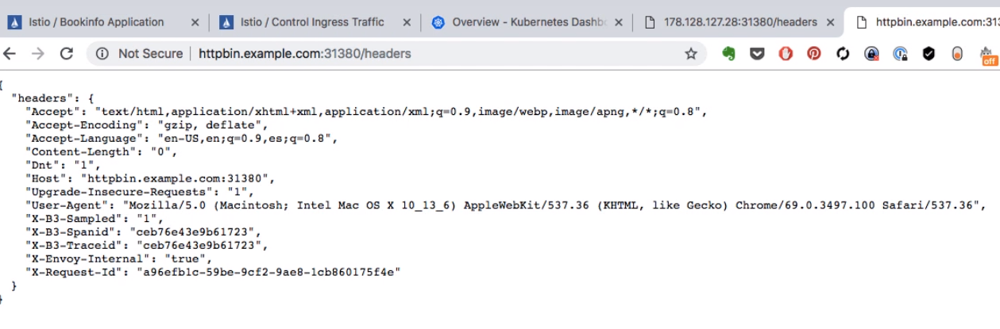 Istio / Bookinfo Application
Istio / Control Ingress Traffic
Overview - Kubernetes Dashb
178.128.127.28:31380/headers
httpbin.example.com:31
Not Secure | httpbin.example.com:31380/headers
off
{
"headers": {
"Accept": "text/html,application/xhtml+xml,application/xml;q=0.9,image/webp,image/apng,*/*;q=0.8",
"Accept-Encoding": "gzip, deflate",
"Accept-Language": "en-US,en;q=0.9,es;q=0.8",
"Content-Length": "0",
"Dnt": "1",
"Host": "httpbin.example.com:31380",
"Upgrade-Insecure-Requests": "1",
"User-Agent": "Mozilla/5.0 (Macintosh; Intel Mac OS X 10_13_6) AppleWebKit/537.36 (KHTML, like Gecko) Chrome/69.0.3497.100 Safari/537.36",
"X-B3-Sampled": "1",
"X-B3-Spanid": "ceb76e43e9b61723",
"X-B3-Traceid": "ceb76e43e9b61723",
"X-Envoy-Internal": "true",
"X-Request-Id": "a96efb1c-59be-9cf2-9ae8-1cb860175f4e"
}
}